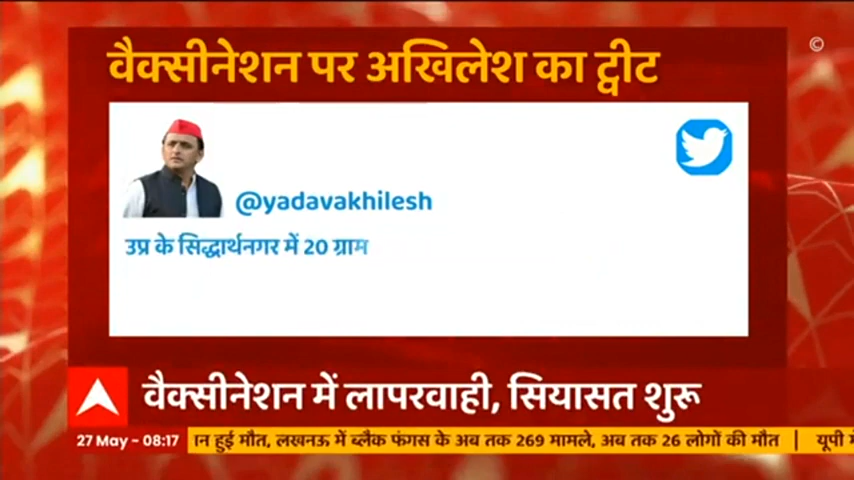 ©
वैक्सीनेशन पर अखिलेश का ट्वीट
@yadavakhilesh
उप्र के सिद्धार्थनगर में 20 ग्राम
वैक्सीनेशन में लापरवाही, सियासत शुरू
27 May - 08:17
ान हुई मौत, लखनऊ में ब्लैक फंगस के अब तक 269 मामले, अब तक 26 लोगों की मौत | यूपी